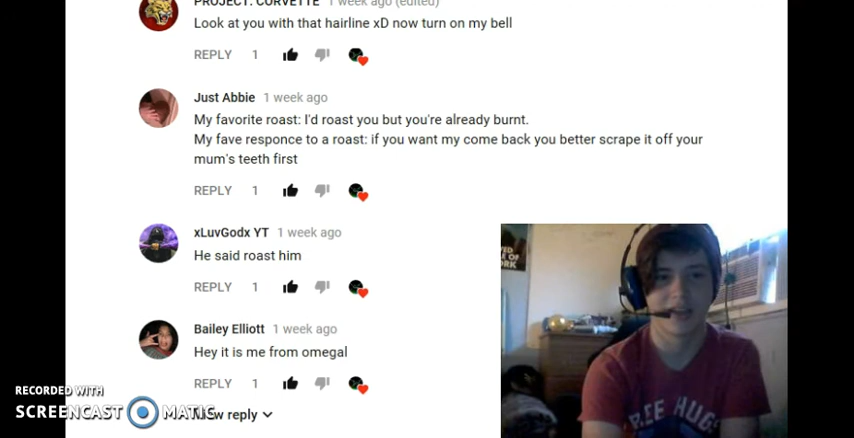 PROJECT. CORVETTE 1 week ago (edited)
Look at you with that hairline xD now turn on my bell
REPLY 1
Just Abbie 1 week ago
My favorite roast: I'd roast you but you're already burnt.
My fave responce to a roast: if you want my come back you better scrape it off your
mum's teeth first
REPLY 1
xLuvGodx YT 1 week ago
He said roast him
REPLY 1
Bailey Elliott 1 week ago
Hey it is me from omegal
REPLY 1
View reply
RECORDED WITH
SCREENCAST MATIC
FREE HUGS